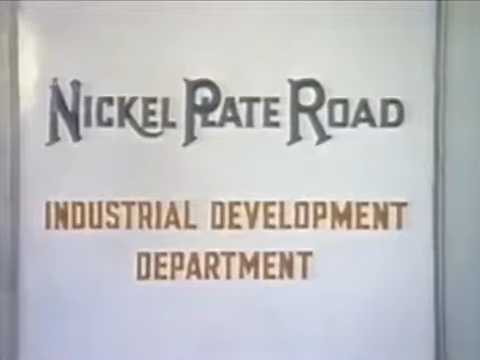 NICKEL PLATE ROAD
INDUSTRIAL DEVELOPMENT
DEPARTMENT